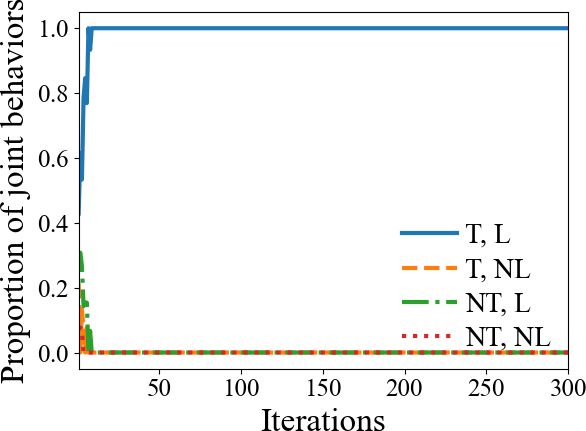 Proportion of joint behaviors
1.0
0.8
0.6
0.4
0.2
0.0
T, L
T, NL
NT, L
NT, NL
50
100
150
200
250
300
Iterations